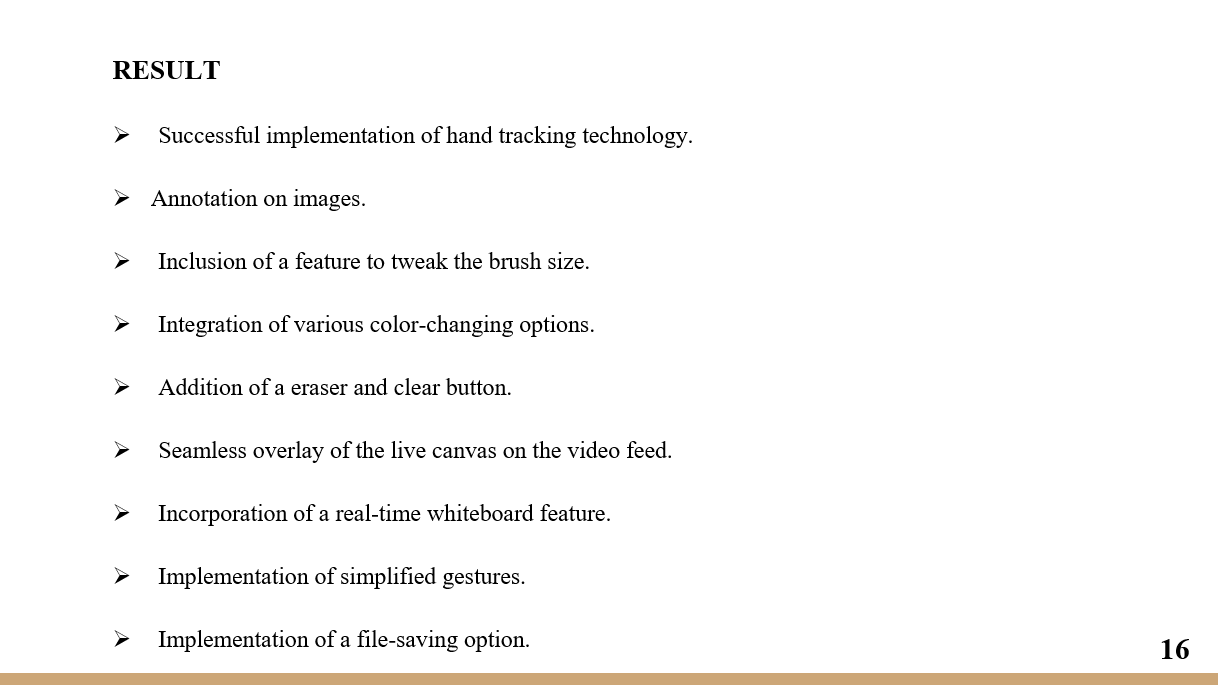 RESULT
➢ Successful implementation of hand tracking technology.
➢ Annotation on images.
➢ Inclusion of a feature to tweak the brush size.
➢ Integration of various color-changing options.
➢ Addition of a eraser and clear button.
➢ Seamless overlay of the live canvas on the video feed.
➢ Incorporation of a real-time whiteboard feature.
➢ Implementation of simplified gestures.
➢ Implementation of a file-saving option.
16